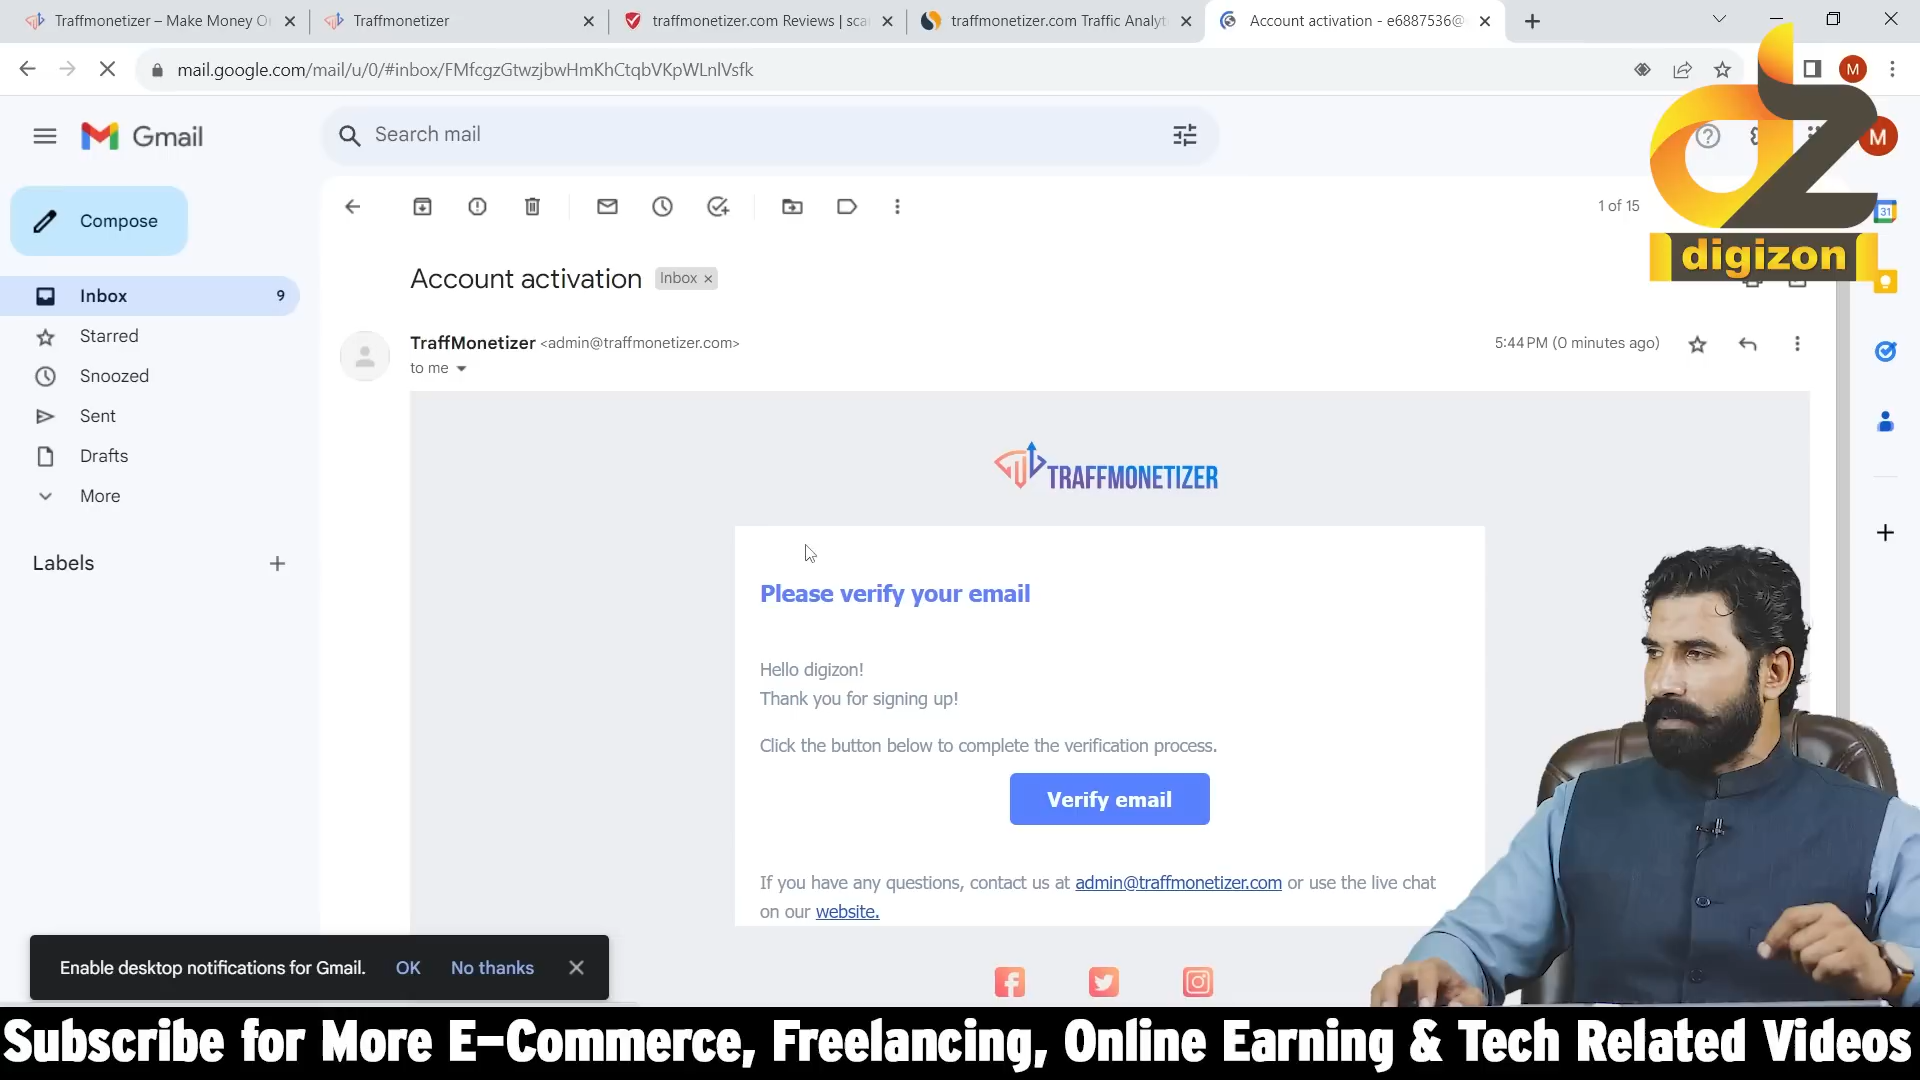 Traffmonetizer – Make Money O
Traffmonetizer
traffmonetizer.com Reviews | sca
traffmonetizer.com Traffic Analyt
Account activation - e6887536@
mail.google.com/mail/u/0/#inbox/FMfcgzGtwzjbwHmKhCtqbVKpWLnlVsfk
M
Gmail
Search mail
M
Compose
1 of 15
31
digizon
Account activation
Inbox ×
Inbox 9
Starred
Snoozed
Sent
Drafts
More
Labels
TraffMonetizer <admin@traffmonetizer.com>
5:44 PM (0 minutes ago)
to me
TRAFFMONETIZER
Please verify your email
Hello digizon!
Thank you for signing up!
Click the button below to complete the verification process.
Verify email
If you have any questions, contact us at admin@traffmonetizer.com or use the live chat
on our website.
Enable desktop notifications for Gmail. OK No thanks
Subscribe for More E-Commerce, Freelancing, Online Earning & Tech Related Videos